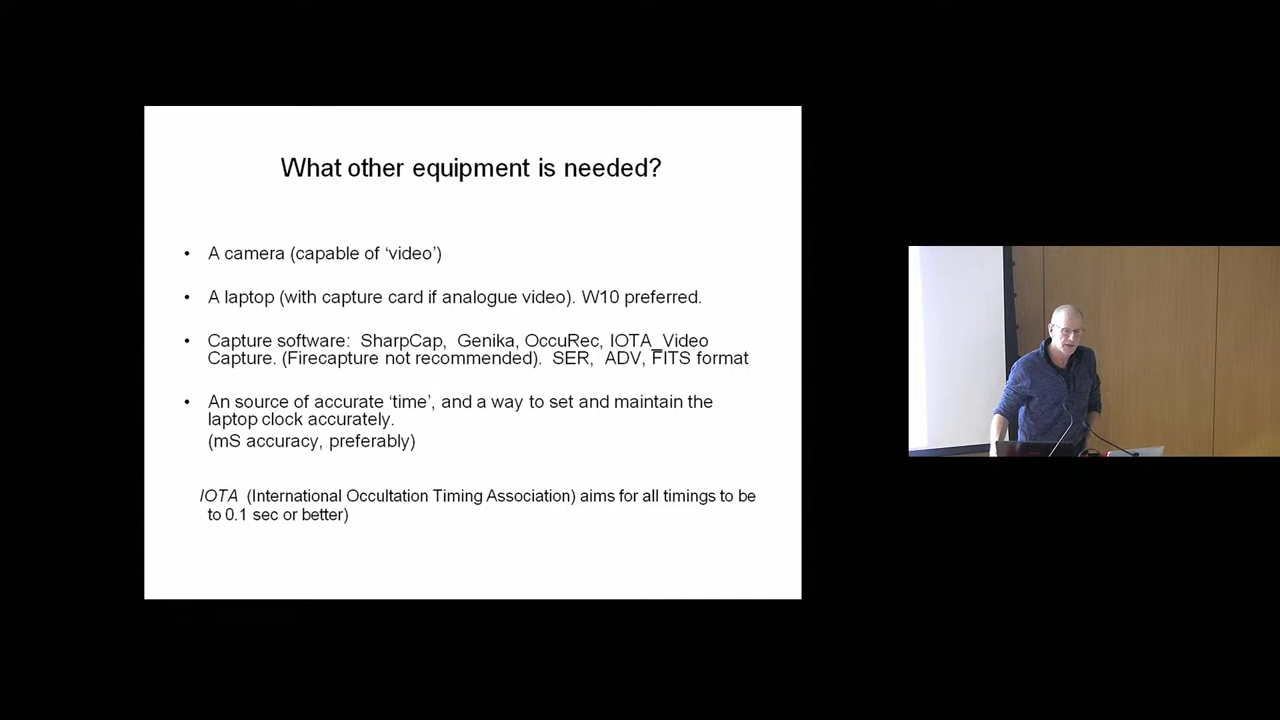 What other equipment is needed?
• A camera (capable of ‘video’)
• A laptop (with capture card if analogue video). W10 preferred.
• Capture software: SharpCap, Genika, OccuRec, IOTA_Video
Capture. (Firecapture not recommended). SER, ADV, FITS format
• An source of accurate ‘time’, and a way to set and maintain the
laptop clock accurately.
(mS accuracy, preferably)
IOTA (International Occultation Timing Association) aims for all timings to be
to 0.1 sec or better)